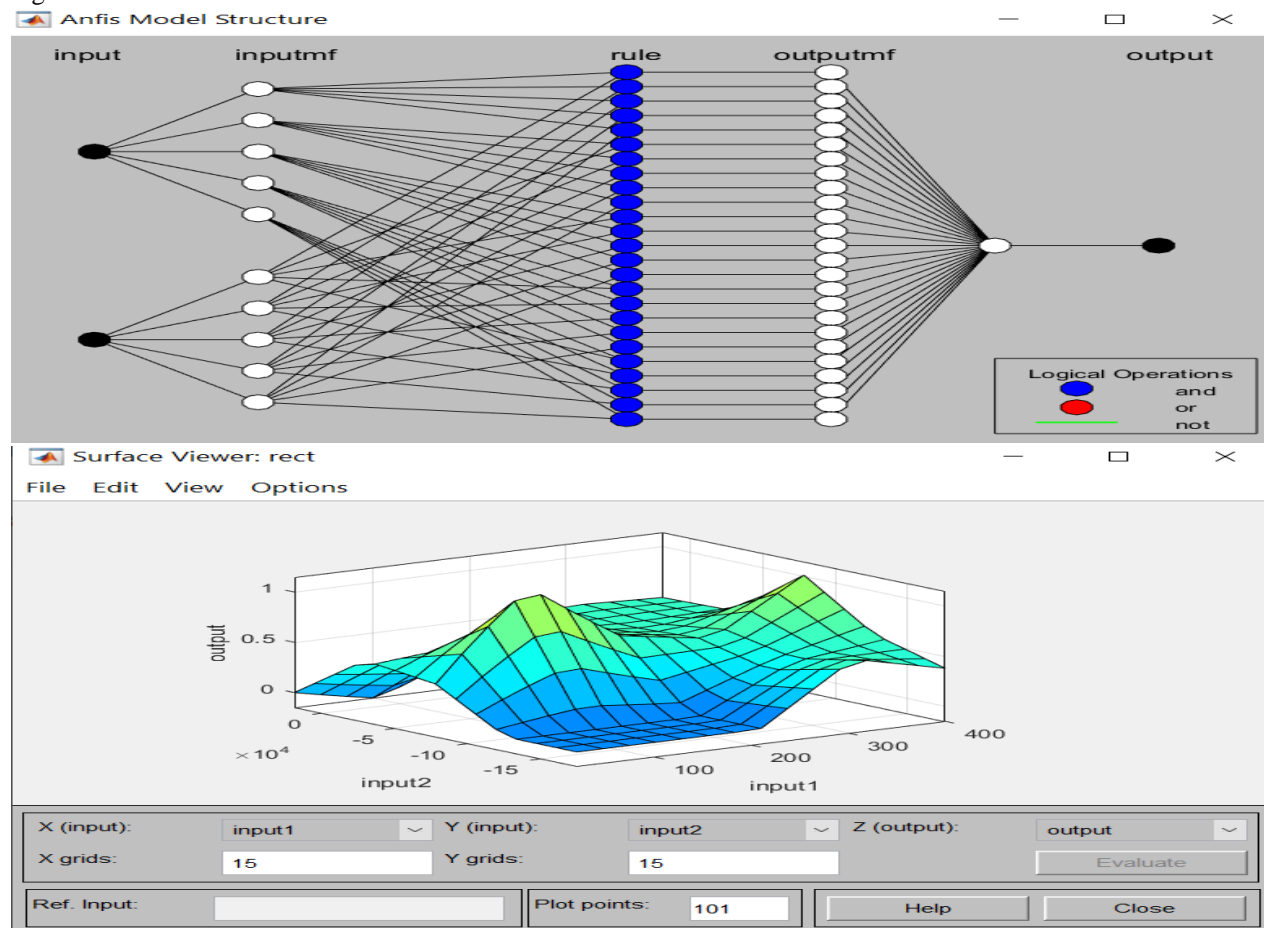 Anfis Model Structure
input inputmf rule outputmf output
Logical Operations
and
or
not
Surface Viewer: rect
File Edit View Options
1
0.5
0
output
0
-5
-10
-15
× 10^4
input2
100
200
300
400
input1
X (input): input1 Y (input): input2 Z (output): output
X grids: 15 Y grids: 15 Evaluate
Ref. Input: Plot points: 101 Help Close